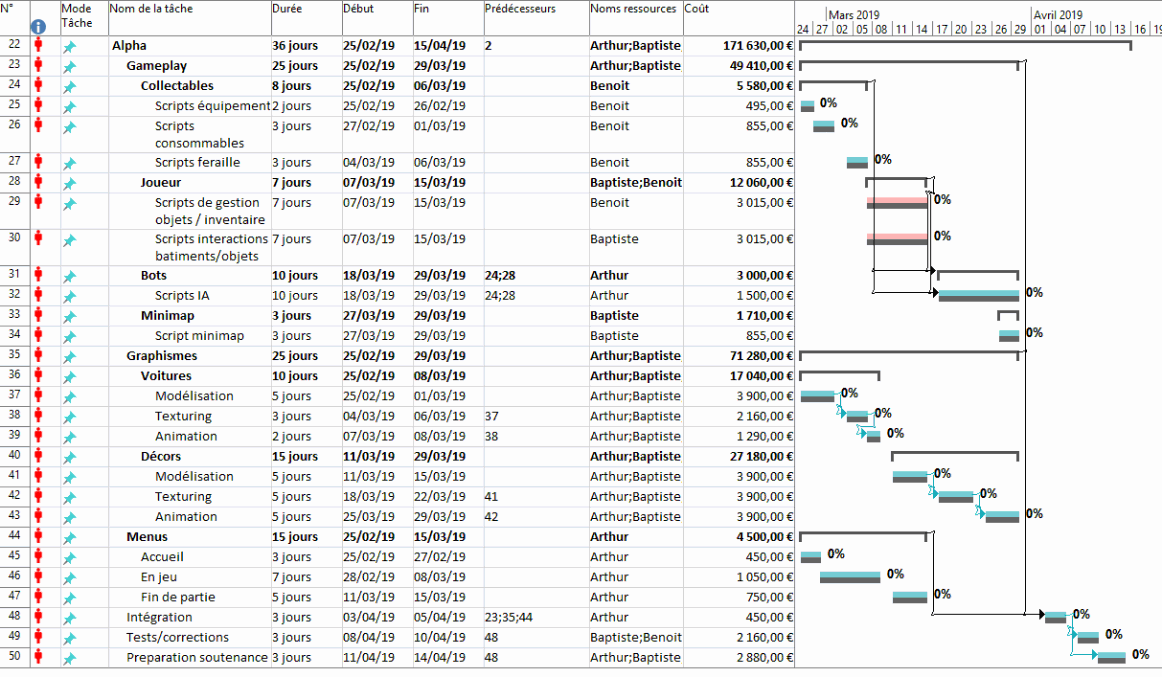 N° Mode Tâche Nom de la tâche Durée Début Fin Prédécesseurs Noms ressources Coût
Mars 2019 Avril 2019
24 27 02 05 08 11 14 17 20 23 26 29 01 04 07 10 13 16 19
22 Alpha 36 jours 25/02/19 15/04/19 2 Arthur;Baptiste 171 630,00 €
23 Gameplay 25 jours 25/02/19 29/03/19 Arthur;Baptiste 49 410,00 €
24 Collectables 8 jours 25/02/19 06/03/19 Benoit 5 580,00 €
25 Scripts équipement 2 jours 25/02/19 26/02/19 Benoit 495,00 € 0%
26 Scripts consommables 3 jours 27/02/19 01/03/19 Benoit 855,00 € 0%
27 Scripts feraille 3 jours 04/03/19 06/03/19 Benoit 855,00 € 0%
28 Joueur 7 jours 07/03/19 15/03/19 Baptiste;Benoit 12 060,00 €
29 Scripts de gestion objets / inventaire 7 jours 07/03/19 15/03/19 Benoit 3 015,00 € 0%
30 Scripts interactions batiments/objets 7 jours 07/03/19 15/03/19 Baptiste 3 015,00 € 0%
31 Bots 10 jours 18/03/19 29/03/19 24;28 Arthur 3 000,00 €
32 Scripts IA 10 jours 18/03/19 29/03/19 24;28 Arthur 1 500,00 € 0%
33 Minimap 3 jours 27/03/19 29/03/19 Baptiste 1 710,00 €
34 Script minimap 3 jours 27/03/19 29/03/19 Baptiste 855,00 € 0%
35 Graphismes 25 jours 25/02/19 29/03/19 Arthur;Baptiste 71 280,00 €
36 Voitures 10 jours 25/02/19 08/03/19 Arthur;Baptiste 17 040,00 €
37 Modélisation 5 jours 25/02/19 01/03/19 Arthur;Baptiste 3 900,00 € 0%
38 Texturing 3 jours 04/03/19 06/03/19 37 Arthur;Baptiste 2 160,00 € 0%
39 Animation 2 jours 07/03/19 08/03/19 38 Arthur;Baptiste 1 290,00 € 0%
40 Décors 15 jours 11/03/19 29/03/19 Arthur;Baptiste 27 180,00 €
41 Modélisation 5 jours 11/03/19 15/03/19 Arthur;Baptiste 3 900,00 € 0%
42 Texturing 5 jours 18/03/19 22/03/19 41 Arthur;Baptiste 3 900,00 € 0%
43 Animation 5 jours 25/03/19 29/03/19 42 Arthur;Baptiste 3 900,00 € 0%
44 Menus 15 jours 25/02/19 15/03/19 Arthur 4 500,00 €
45 Accueil 3 jours 25/02/19 27/02/19 Arthur 450,00 € 0%
46 En jeu 7 jours 28/02/19 08/03/19 Arthur 1 050,00 € 0%
47 Fin de partie 5 jours 11/03/19 15/03/19 Arthur 750,00 € 0%
48 Intégration 3 jours 03/04/19 05/04/19 23;35;44 Arthur 450,00 € 0%
49 Tests/corrections 3 jours 08/04/19 10/04/19 48 Baptiste;Benoit 2 160,00 € 0%
50 Preparation soutenance 3 jours 11/04/19 14/04/19 48 Arthur;Baptiste 2 880,00 € 0%